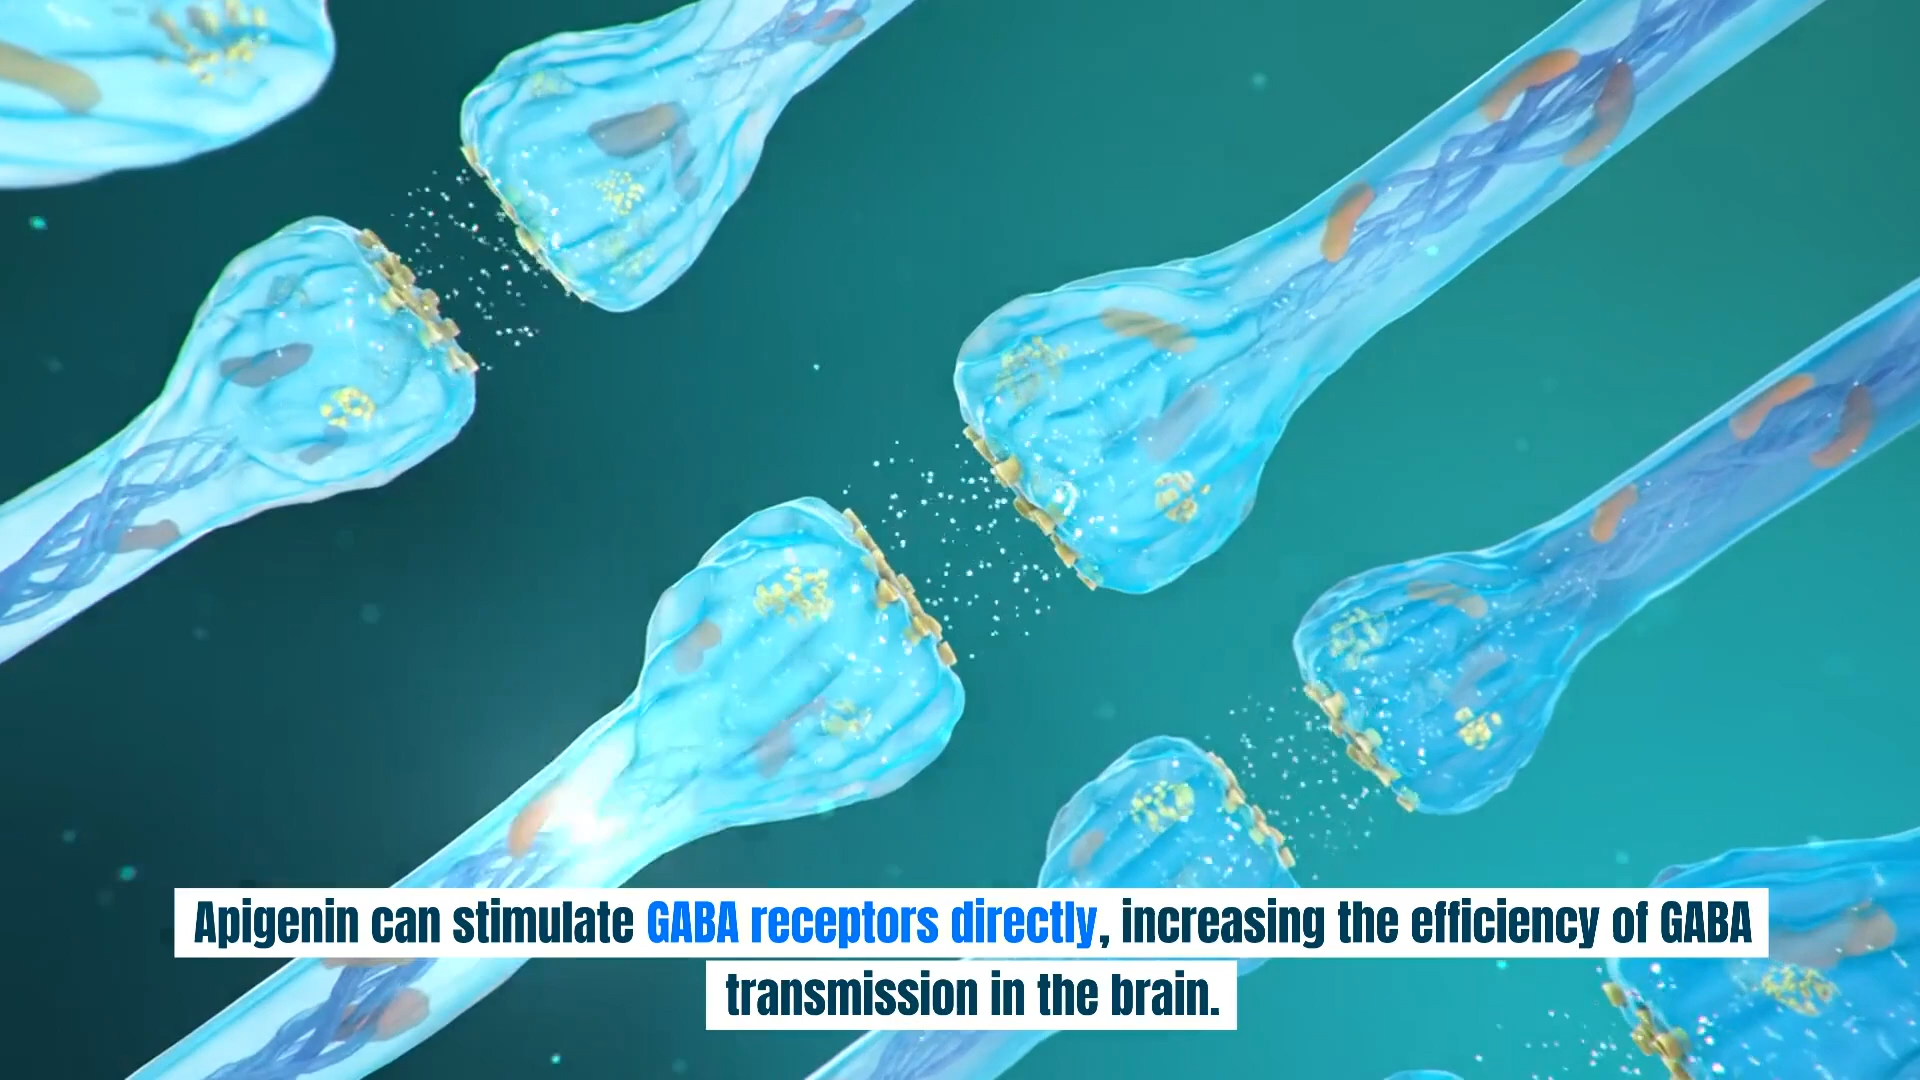 Apigenin can stimulate GABA receptors directly, increasing the efficiency of GABA
transmission in the brain.